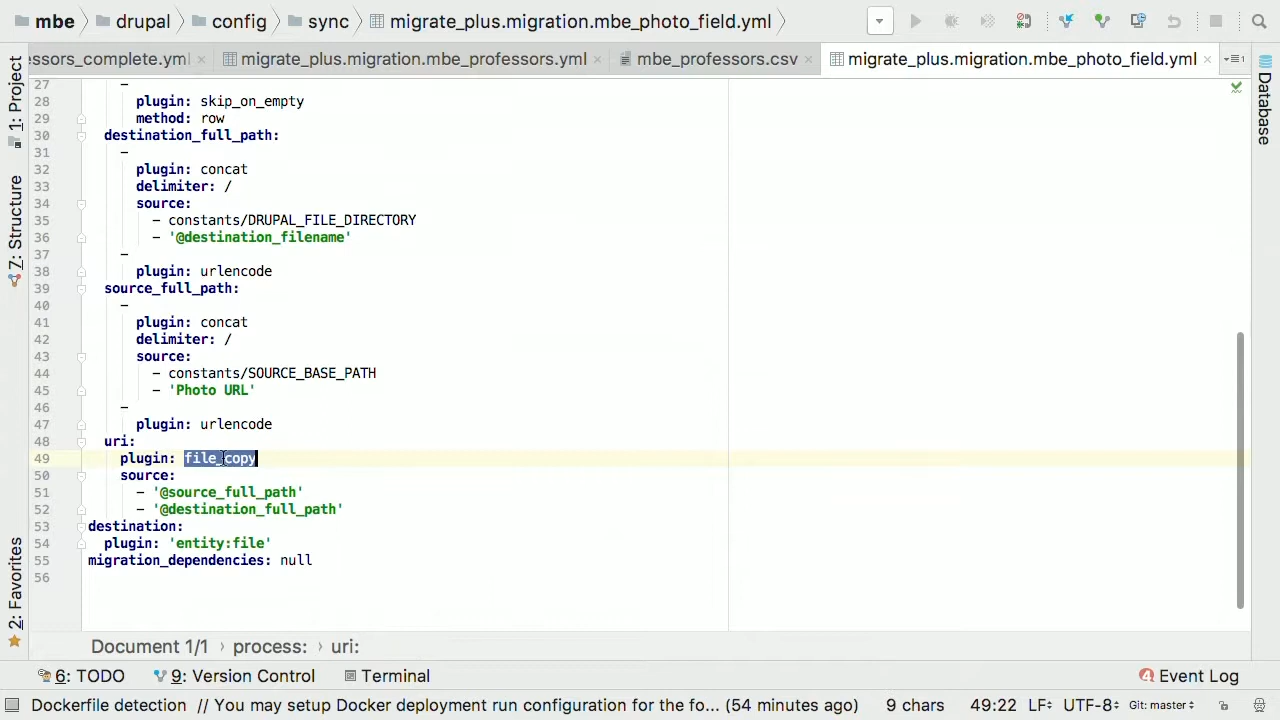 mbe drupal config sync migrate_plus.migration.mbe_photo_field.yml
essors_complete.yml migrate_plus.migration.mbe_professors.yml mbe_professors.csv migrate_plus.migration.mbe_photo_field.yml
1: Project
Z: Structure
2: Favorites
Database
27 -
28 plugin: skip_on_empty
29 method: row
30 destination_full_path:
31 -
32 plugin: concat
33 delimiter: /
34 source:
35 - constants/DRUPAL_FILE_DIRECTORY
36 - '@destination_filename'
37 -
38 plugin: urlencode
39 source_full_path:
40 -
41 plugin: concat
42 delimiter: /
43 source:
44 - constants/SOURCE_BASE_PATH
45 - 'Photo URL'
46 -
47 plugin: urlencode
48 uri:
49 plugin: file_copy
50 source:
51 - '@source_full_path'
52 - '@destination_full_path'
53 destination:
54 plugin: 'entity:file'
55 migration_dependencies: null
56
Document 1/1 › process: › uri:
6: TODO 9: Version Control Terminal 4 Event Log
Dockerfile detection // You may setup Docker deployment run configuration for the fo... (54 minutes ago) 9 chars 49:22 LF UTF-8 Git: master